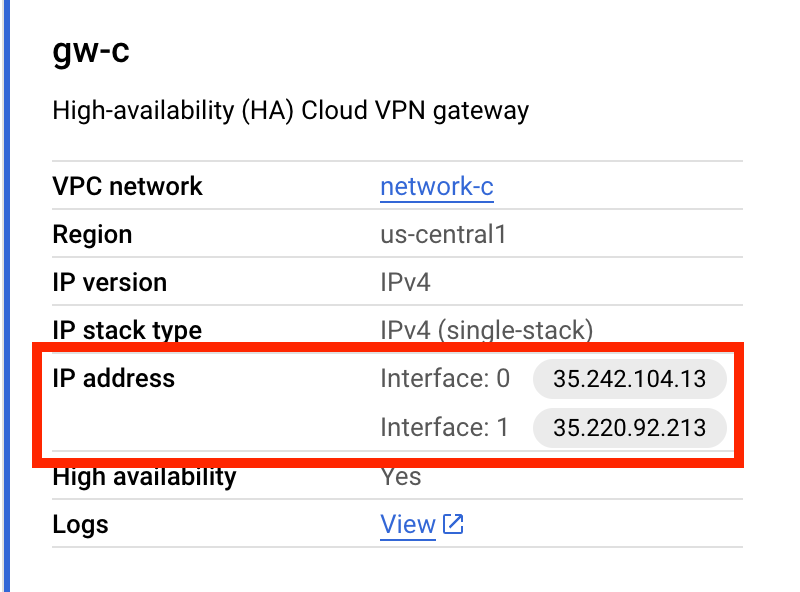 gw-c
High-availability (HA) Cloud VPN gateway
VPC network network-c
Region us-central1
IP version IPv4
IP stack type IPv4 (single-stack)
IP address Interface: 0 35.242.104.13
Interface: 1 35.220.92.213
High availability Yes
Logs View